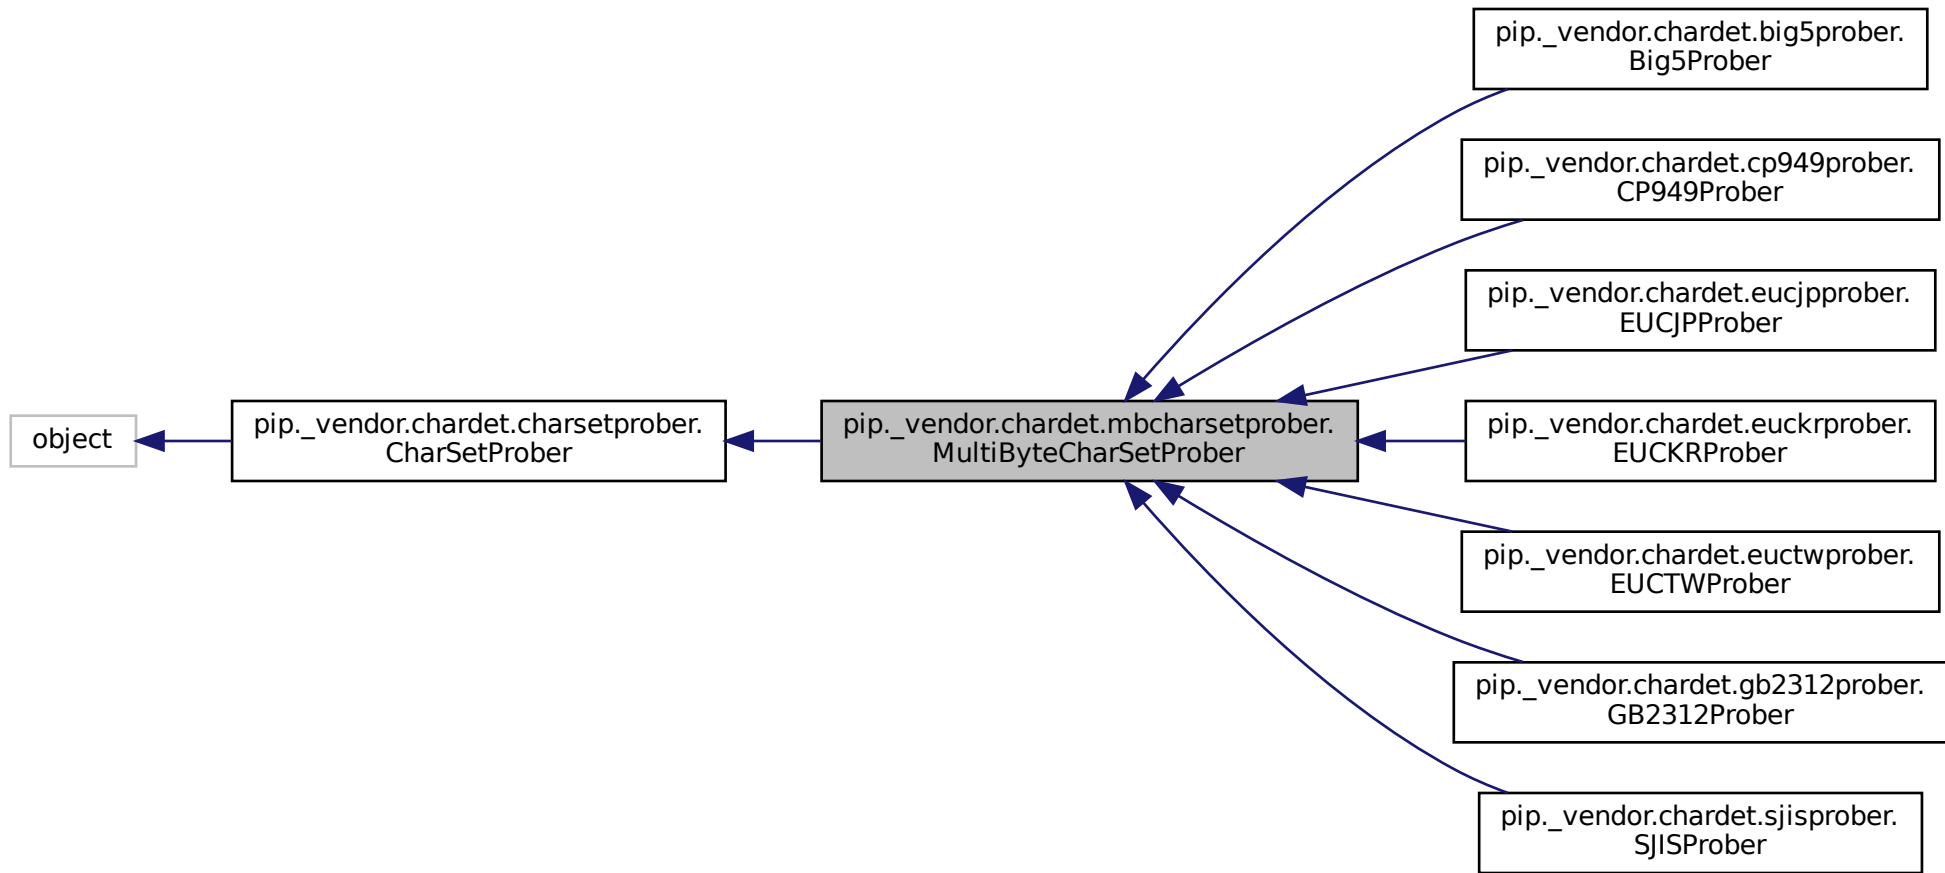 object
pip._vendor.chardet.charsetprober.
CharSetProber
pip._vendor.chardet.mbcharsetprober.
MultiByteCharSetProber
pip._vendor.chardet.big5prober.
Big5Prober
pip._vendor.chardet.cp949prober.
CP949Prober
pip._vendor.chardet.eucjpprober.
EUCJPProber
pip._vendor.chardet.euckrprober.
EUCKRProber
pip._vendor.chardet.euctwprober.
EUCTWProber
pip._vendor.chardet.gb2312prober.
GB2312Prober
pip._vendor.chardet.sjisprober.
SJISProber